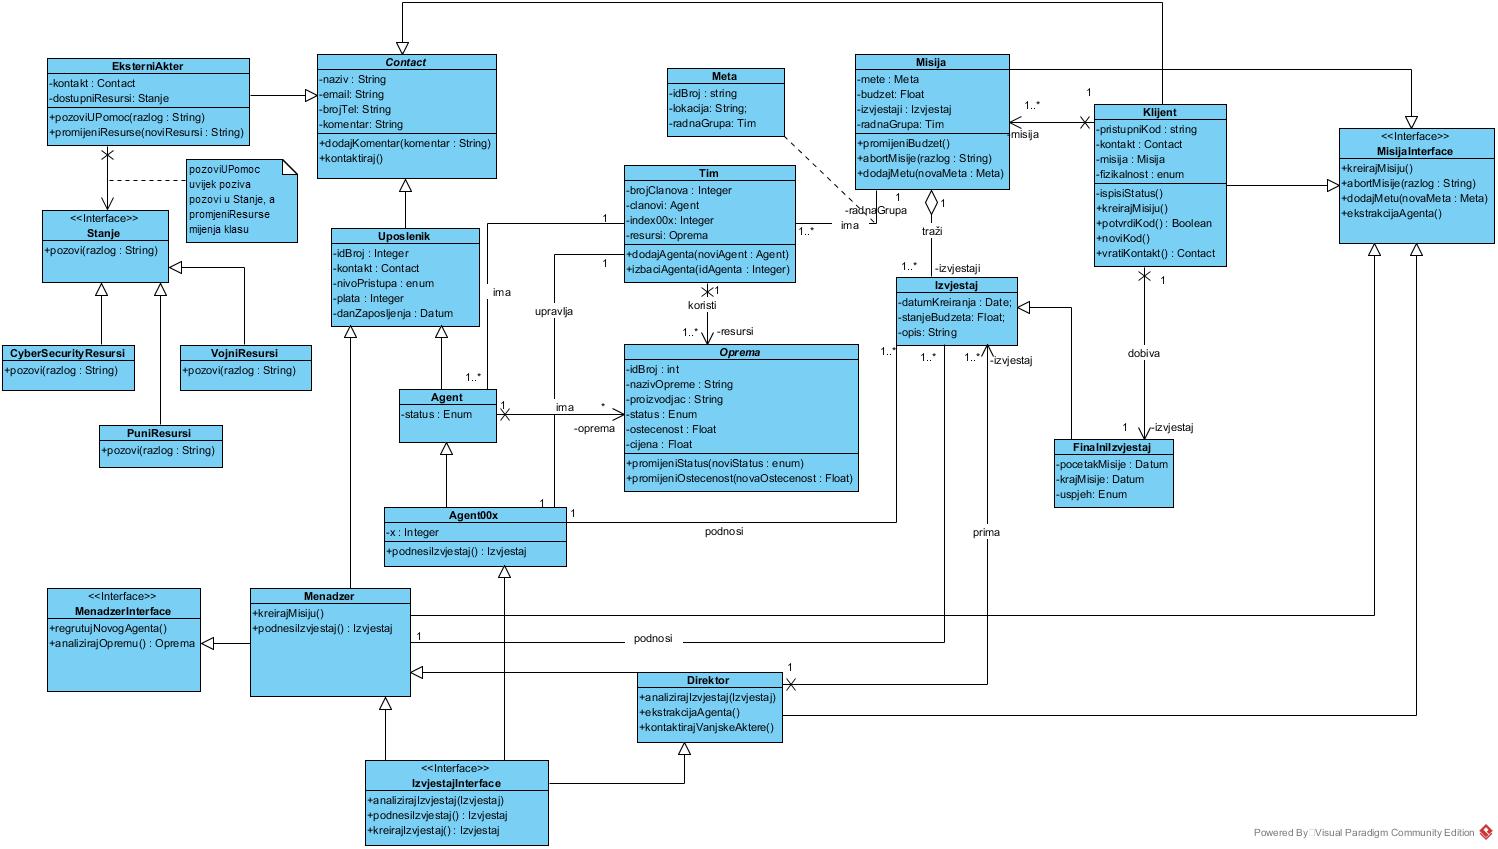 EksterniAkter
-kontakt : Contact
-dostupniResursi: Stanje
+pozoviUPomoc(razlog : String)
+promijeniResurse(noviResursi : String)
pozoviUPomoc
uvijek poziva
pozovi u Stanje, a
promjeniResurse
mijenja klasu
<<Interface>>
Stanje
+pozovi(razlog : String)
CyberSecurityResursi
+pozovi(razlog : String)
VojniResursi
+pozovi(razlog : String)
PuniResursi
+pozovi(razlog : String)
Contact
-naziv : String
-email: String
-brojTel: String
-komentar: String
+dodajKomentar(komentar : String)
+kontaktiraj()
Uposlenik
-idBroj : Integer
-kontakt : Contact
-nivoPristupa : enum
-plata : Integer
-danZaposljenja : Datum
Agent
-status : Enum
Agent00x
-x : Integer
+podnesiIzvjestaj() : Izvjestaj
<<Interface>>
MenadzerInterface
+regrutujNovogAgenta()
+analizirajOpremu() : Oprema
Menadzer
+kreirajMisiju()
+podnesiIzvjestaj() : Izvjestaj
<<Interface>>
IzvjestajInterface
+analizirajIzvjestaj(Izvjestaj)
+podnesiIzvjestaj() : Izvjestaj
+kreirajIzvjestaj() : Izvjestaj
Direktor
+analizirajIzvjestaj(Izvjestaj)
+ekstrakcijaAgenta()
+kontaktirajVanjskeAktere()
Meta
-idBroj : string
-lokacija: String;
-radnaGrupa: Tim
Tim
-brojClanova : Integer
-clanovi: Agent
-index00x: Integer
-resursi: Oprema
+dodajAgenta(noviAgent : Agent)
+izbaciAgenta(idAgenta : Integer)
Oprema
-idBroj : int
-nazivOpreme : String
-proizvodjac : String
-status : Enum
-ostecenost : Float
-cijena : Float
+promijeniStatus(noviStatus : enum)
+promijeniOstecenost(novaOstecenost : Float)
Misija
-mete : Meta
-budzet: Float
-izvjestaji : Izvjestaj
-radnaGrupa: Tim
+promijeniBudzet()
+abortMisije(razlog : String)
+dodajMetu(novaMeta : Meta)
Izvjestaj
-datumKreiranja : Date;
-stanjeBudzeta: Float;
-opis: String
Klijent
-pristupniKod : string
-kontakt : Contact
-misija : Misija
-fizikalnost : enum
+ispisiStatus()
+kreirajMisiju()
+potvrdiKod() : Boolean
+noviKod()
+vratiKontakt() : Contact
FinalniIzvjestaj
-pocetakMisije : Datum
-krajMisije: Datum
-uspjeh: Enum
<<Interface>>
MisijaInterface
+kreirajMisiju()
+abortMisije(razlog : String)
+dodajMetu(novaMeta : Meta)
+ekstrakcijaAgenta()
1
1..*
-misija
1
-radnaGrupa
ima
1..*
1
traži
1..*
-izvjestaji
1
ima
1..*
1
upravlja
1
1
koristi
1..*
-resursi
1
ima
*
-oprema
1
podnosi
1..*
1
podnosi
1..*
1
prima
1..*
-izvjestaj
1
dobiva
1
-izvjestaj
Powered By Visual Paradigm Community Edition